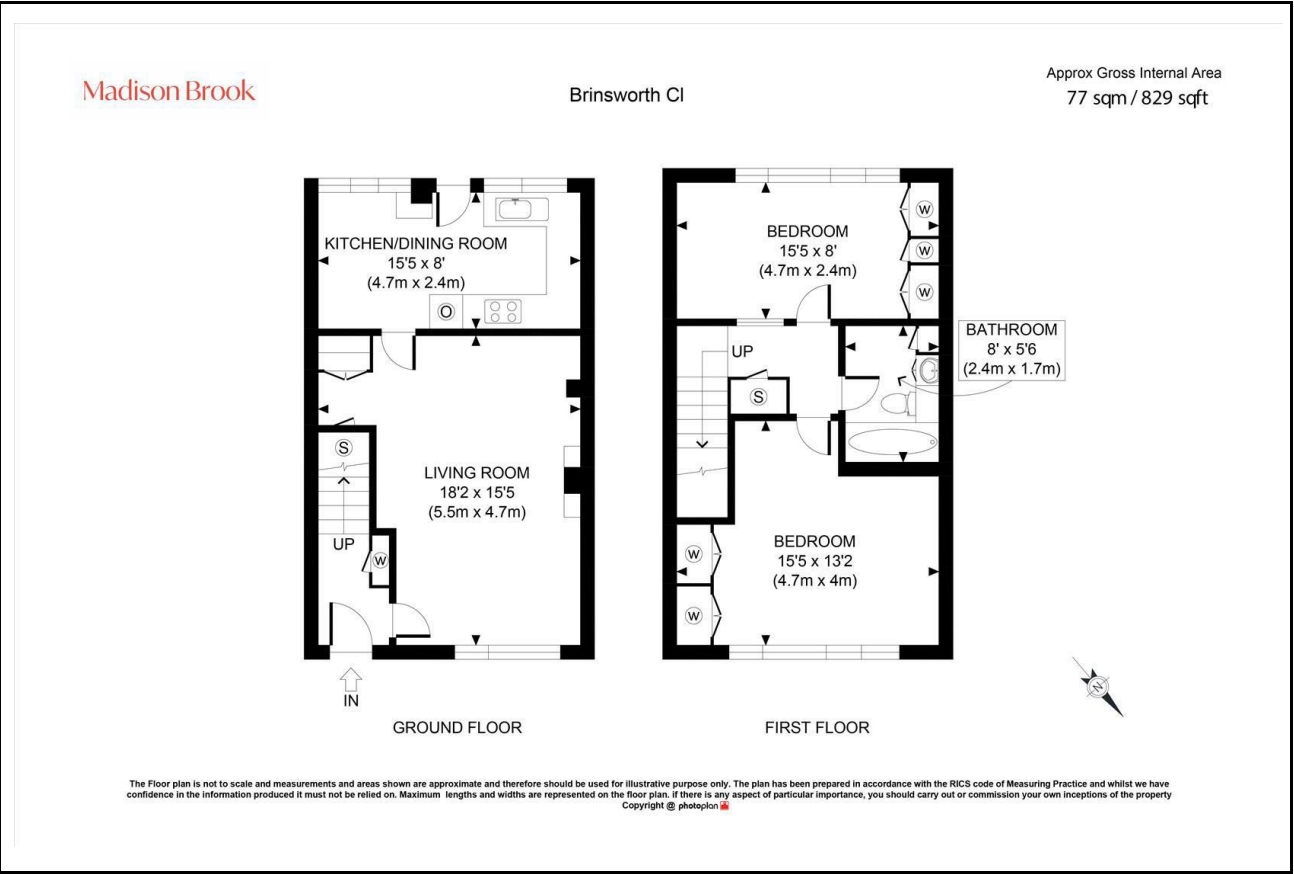 Madison Brook
Brinsworth Cl
Approx Gross Internal Area
77 sqm / 829 sqft
KITCHEN/DINING ROOM
15'5 x 8'
(4.7m x 2.4m)
O
S
UP
W
LIVING ROOM
18'2 x 15'5
(5.5m x 4.7m)
IN
GROUND FLOOR
BEDROOM
15'5 x 8'
(4.7m x 2.4m)
W
W
W
UP
S
BATHROOM
8' x 5'6
(2.4m x 1.7m)
BEDROOM
15'5 x 13'2
(4.7m x 4m)
W
W
FIRST FLOOR
N
The Floor plan is not to scale and measurements and areas shown are approximate and therefore should be used for illustrative purpose only. The plan has been prepared in accordance with the RICS code of Measuring Practice and whilst we have
confidence in the information produced it must not be relied on. Maximum lengths and widths are represented on the floor plan. if there is any aspect of particular importance, you should carry out or commission your own inceptions of the property
Copyright @ photoplan